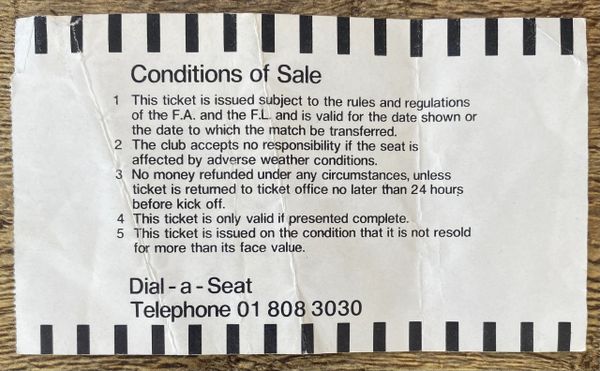 Conditions of Sale
1 This ticket is issued subject to the rules and regulations
of the F.A. and the F.L. and is valid for the date shown or
the date to which the match be transferred.
2 The club accepts no responsibility if the seat is
affected by adverse weather conditions.
3 No money refunded under any circumstances, unless
ticket is returned to ticket office no later than 24 hours
before kick off.
4 This ticket is only valid if presented complete.
5 This ticket is issued on the condition that it is not resold
for more than its face value.
Dial - a - Seat
Telephone 01 808 3030